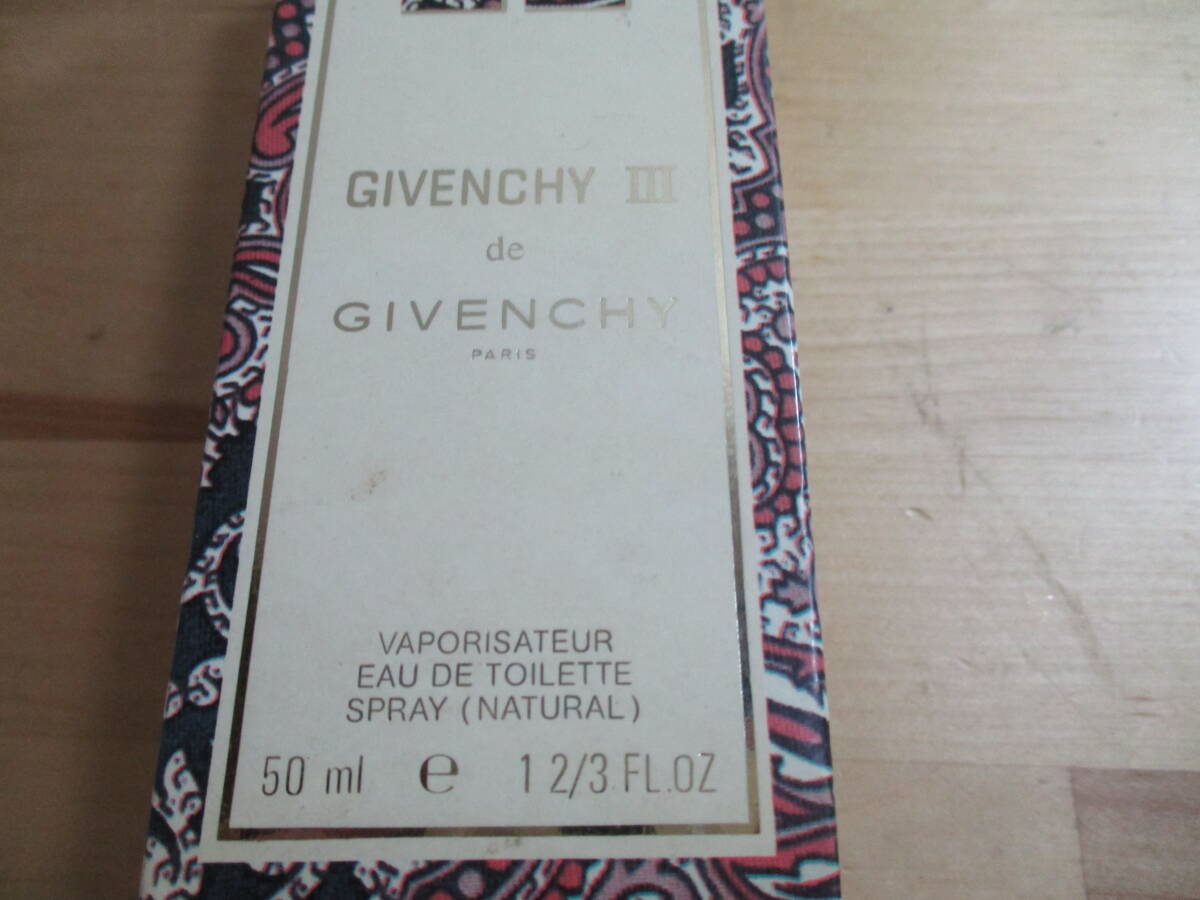 GIVENCHY III
de
GIVENCHY
PARIS
VAPORISATEUR
EAU DE TOILETTE
SPRAY (NATURAL)
50 ml ℮ 1 2/3 FL.OZ